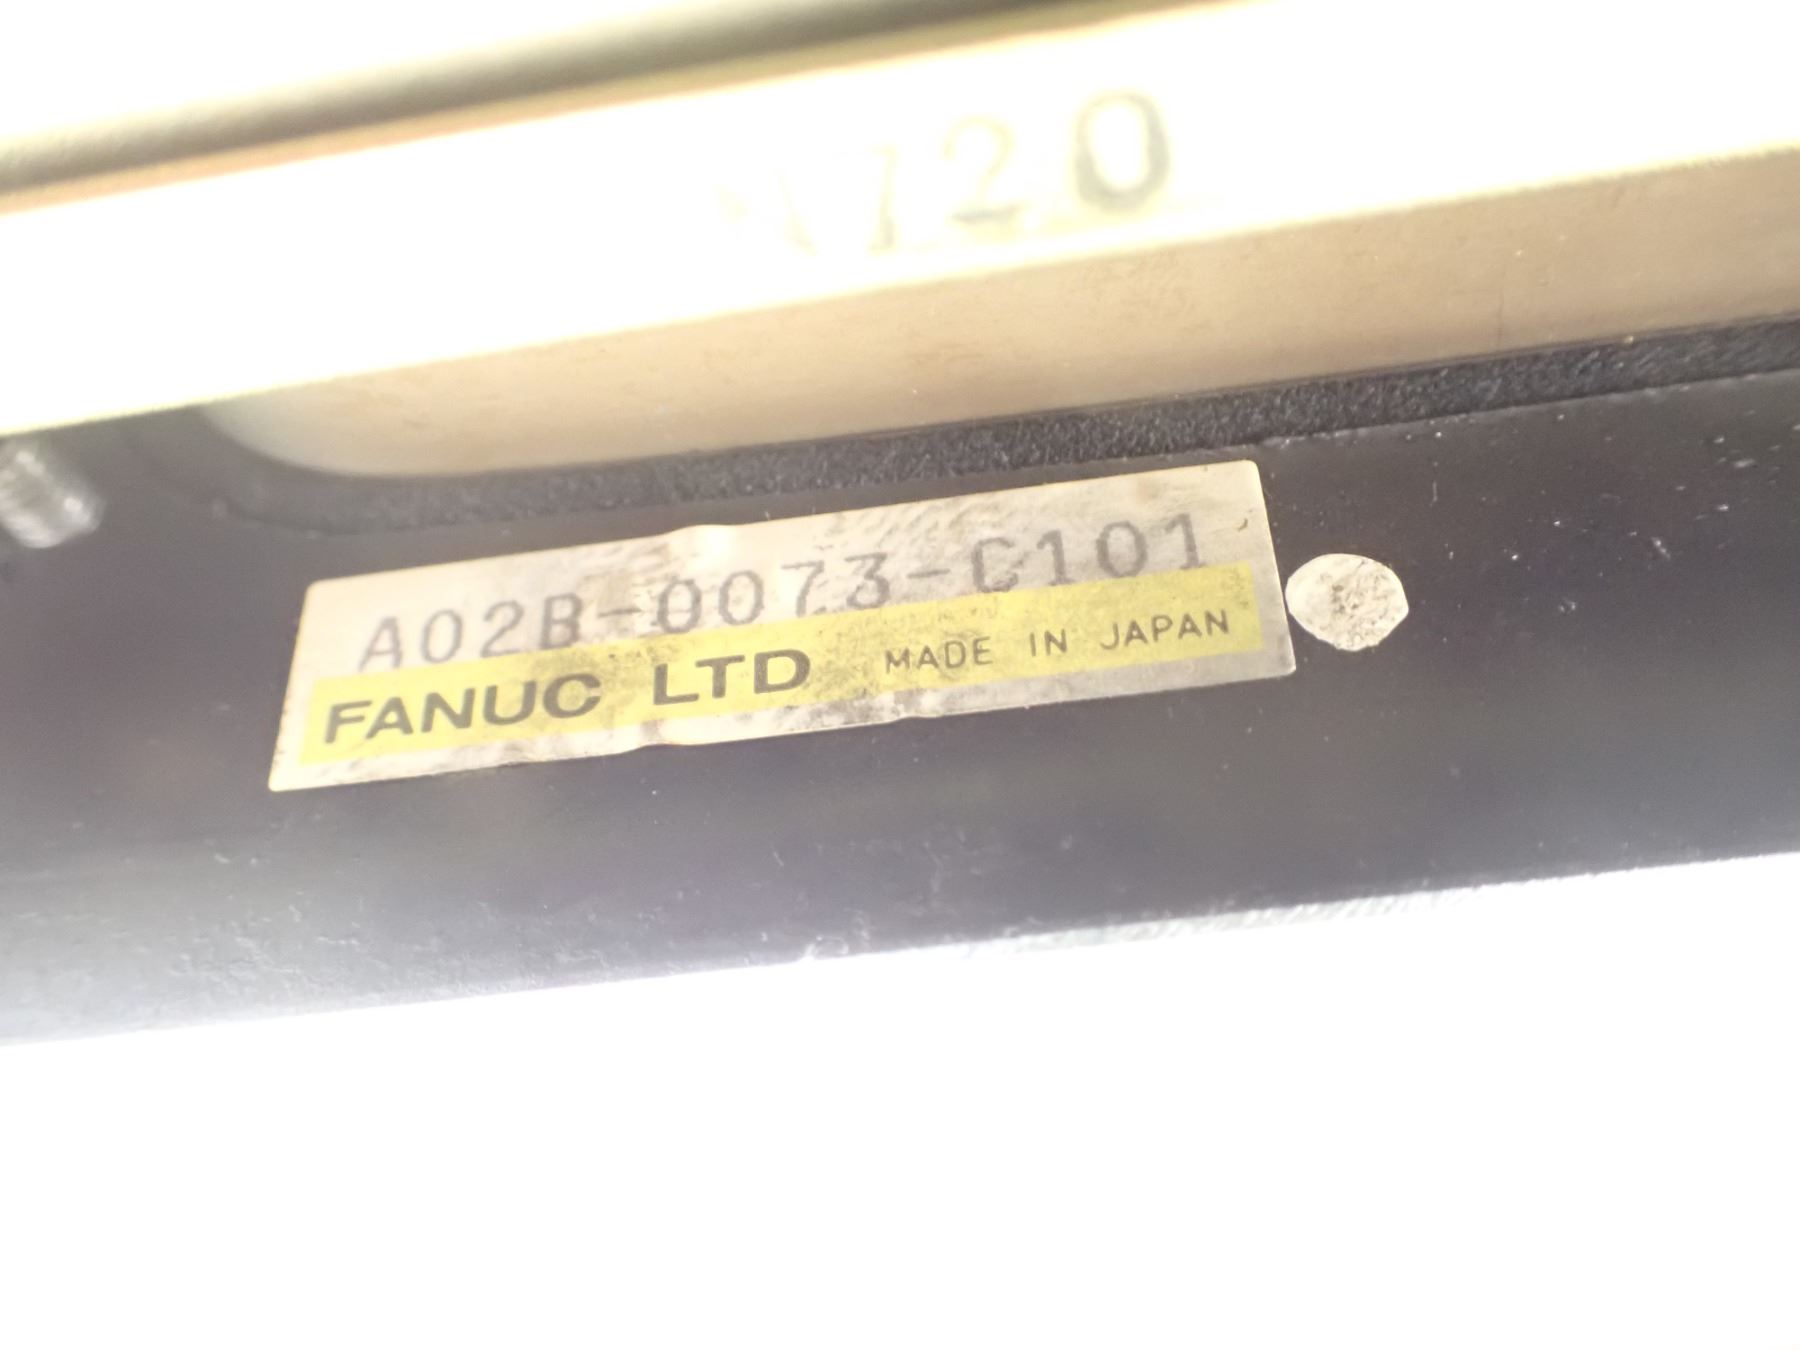 A02B-0073-C101
FANUC LTD MADE IN JAPAN